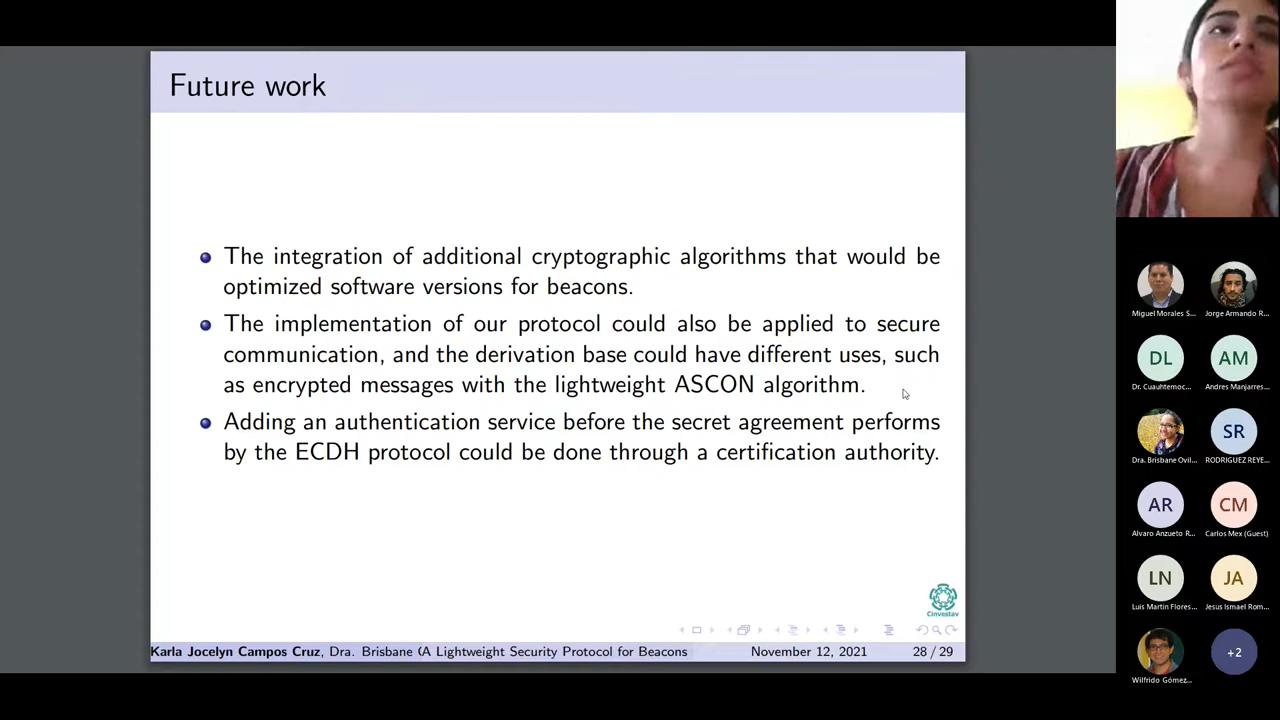 Future work
The integration of additional cryptographic algorithms that would be
optimized software versions for beacons.
The implementation of our protocol could also be applied to secure
communication, and the derivation base could have different uses, such
as encrypted messages with the lightweight ASCON algorithm.
Adding an authentication service before the secret agreement performs
by the ECDH protocol could be done through a certification authority.
Cinvestav
Karla Jocelyn Campos Cruz, Dra. Brisbane (A Lightweight Security Protocol for Beacons
November 12, 2021
28 / 29
Miguel Morales S...
Jorge Armando R...
DL
AM
Dr. Cuauhtemoc...
Andres Manjarres...
SR
Dra. Brisbane Ovil...
RODRIGUEZ REYE...
AR
CM
Alvaro Anzueto R...
Carlos Mex (Guest)
LN
JA
Luis Martin Flores...
Jesus Ismael Rom...
+2
Wilfrido Gómez...